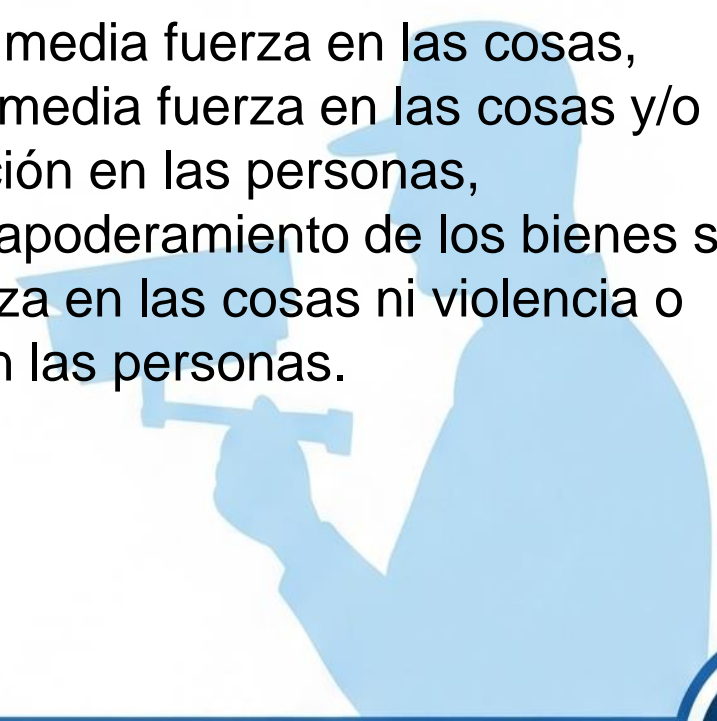 media fuerza en las cosas,
media fuerza en las cosas y/o
ción en las personas,
apoderamiento de los bienes s
za en las cosas ni violencia o
n las personas.